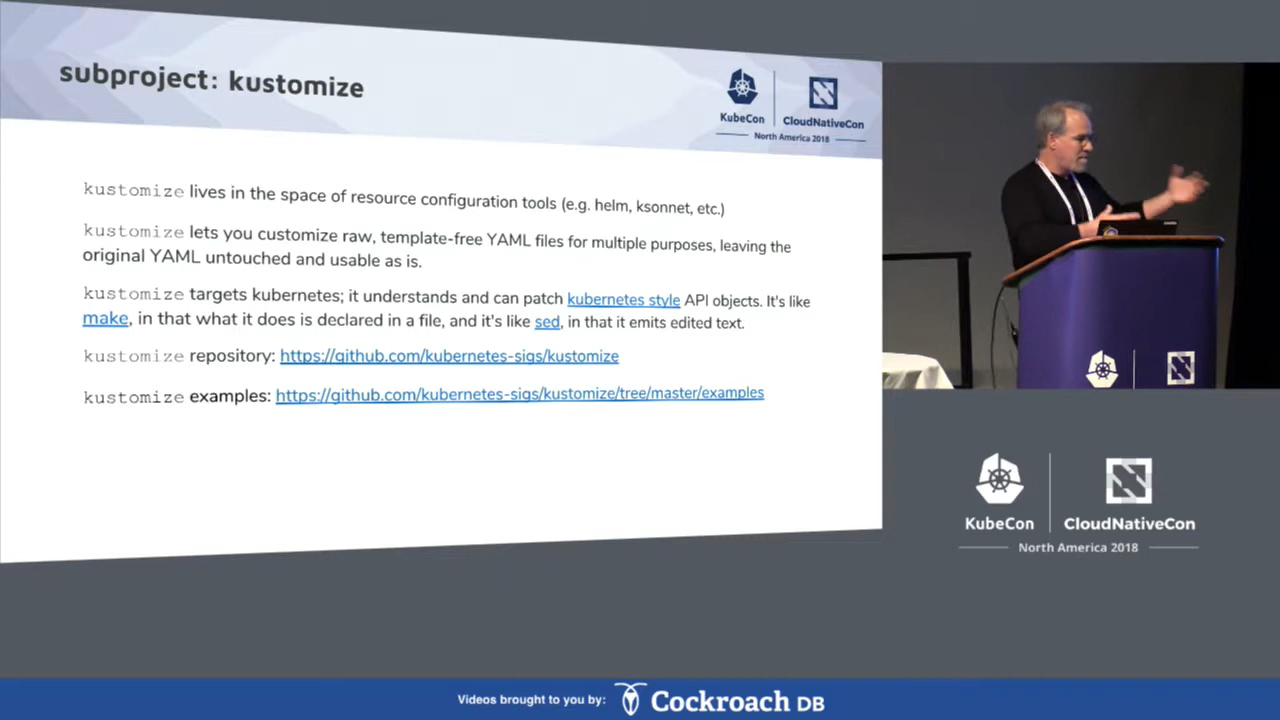 subproject: kustomize
KubeCon
CloudNativeCon
North America 2018
kustomize lives in the space of resource configuration tools (e.g. helm, ksonnet, etc.)
kustomize lets you customize raw, template-free YAML files for multiple purposes, leaving the
original YAML untouched and usable as is.
kustomize targets kubernetes; it understands and can patch kubernetes style API objects. It's like
make, in that what it does is declared in a file, and it's like sed, in that it emits edited text.
kustomize repository: https://github.com/kubernetes-sigs/kustomize
kustomize examples: https://github.com/kubernetes-sigs/kustomize/tree/master/examples
KubeCon
CloudNativeCon
North America 2018
Videos brought to you by:
Cockroach DB